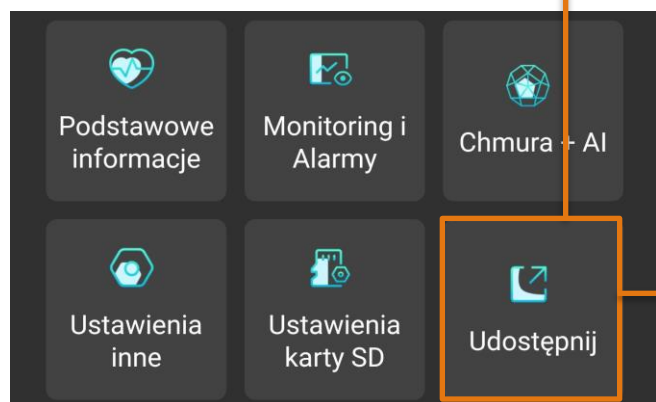 Podstawowe
informacje
Monitoring i
Alarmy
Chmura + AI
Ustawienia
inne
Ustawienia
karty SD
Udostępnij